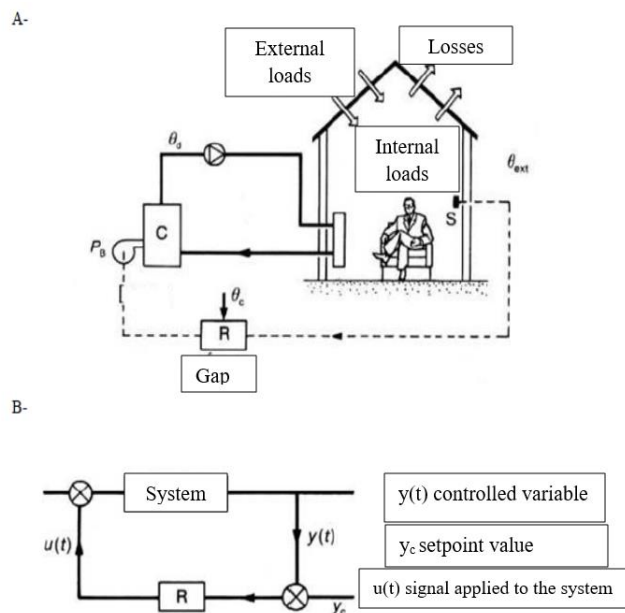 A-
External
loads
Losses
θd
Internal
loads
θext
S
C
PB
θc
R
Gap
B-
System
y(t) controlled variable
u(t)
y(t)
yc setpoint value
R
yc
u(t) signal applied to the system